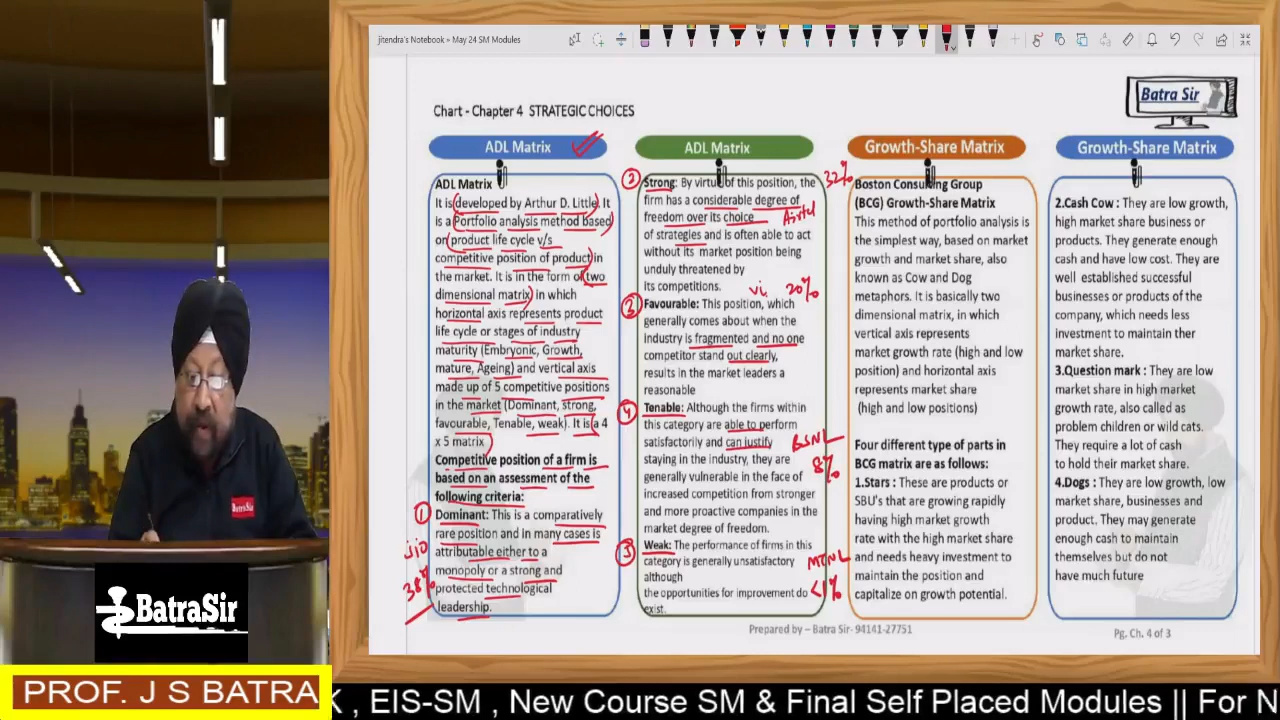 jitendra's Notebook » May 24 SM Modules
Batra Sir
Chart - Chapter 4 STRATEGIC CHOICES
ADL Matrix
ADL Matrix
It is developed by Arthur D. Little. It
is a Portfolio analysis method based
on product life cycle v/s
competitive position of product in
the market. It is in the form of two
dimensional matrix in which
horizontal axis represents product
life cycle or stages of industry
maturity (Embryonic, Growth,
mature, Ageing) and vertical axis
made up of 5 competitive positions
in the market (Dominant, strong,
favourable, Tenable, weak). It is a 4
x 5 matrix
Competitive position of a firm is
based on an assessment of the
following criteria:
1 Dominant: This is a comparatively
rare position and in many cases is
jio attributable either to a
monopoly or a strong and
38% protected technological
leadership.
ADL Matrix
2 Strong: By virtue of this position, the 32%
firm has a considerable degree of
freedom over its choice Airtel
of strategies and is often able to act
without its market position being
unduly threatened by
its competitions.
vi 20%
3 Favourable: This position, which
generally comes about when the
industry is fragmented and no one
competitor stand out clearly,
results in the market leaders a
reasonable
4 Tenable: Although the firms within
this category are able to perform
satisfactorily and can justify BSNL
staying in the industry, they are 8%
generally vulnerable in the face of
increased competition from stronger
and more proactive companies in the
market degree of freedom.
5 Weak: The performance of firms in this
category is generally unsatisfactory MTNL
although
the opportunities for improvement do <1%
exist.
Growth-Share Matrix
Boston Consulting Group
(BCG) Growth-Share Matrix
This method of portfolio analysis is
the simplest way, based on market
growth and market share, also
known as Cow and Dog
metaphors. It is basically two
dimensional matrix, in which
vertical axis represents
market growth rate (high and low
position) and horizontal axis
represents market share
(high and low positions)
Four different type of parts in
BCG matrix are as follows:
1.Stars : These are products or
SBU's that are growing rapidly
having high market growth
rate with the high market share
and needs heavy investment to
maintain the position and
capitalize on growth potential.
Growth-Share Matrix
2.Cash Cow : They are low growth,
high market share business or
products. They generate enough
cash and have low cost. They are
well established successful
businesses or products of the
company, which needs less
investment to maintain ther
market share.
3.Question mark : They are low
market share in high market
growth rate, also called as
problem children or wild cats.
They require a lot of cash
to hold their market share.
4.Dogs : They are low growth, low
market share, businesses and
product. They may generate
enough cash to maintain
themselves but do not
have much future
Prepared by – Batra Sir- 94141-27751
Pg. Ch. 4 of 3
BatraSir
BatraSir
PROF. J S BATRA
K , EIS-SM , New Course SM & Final Self Placed Modules || For N